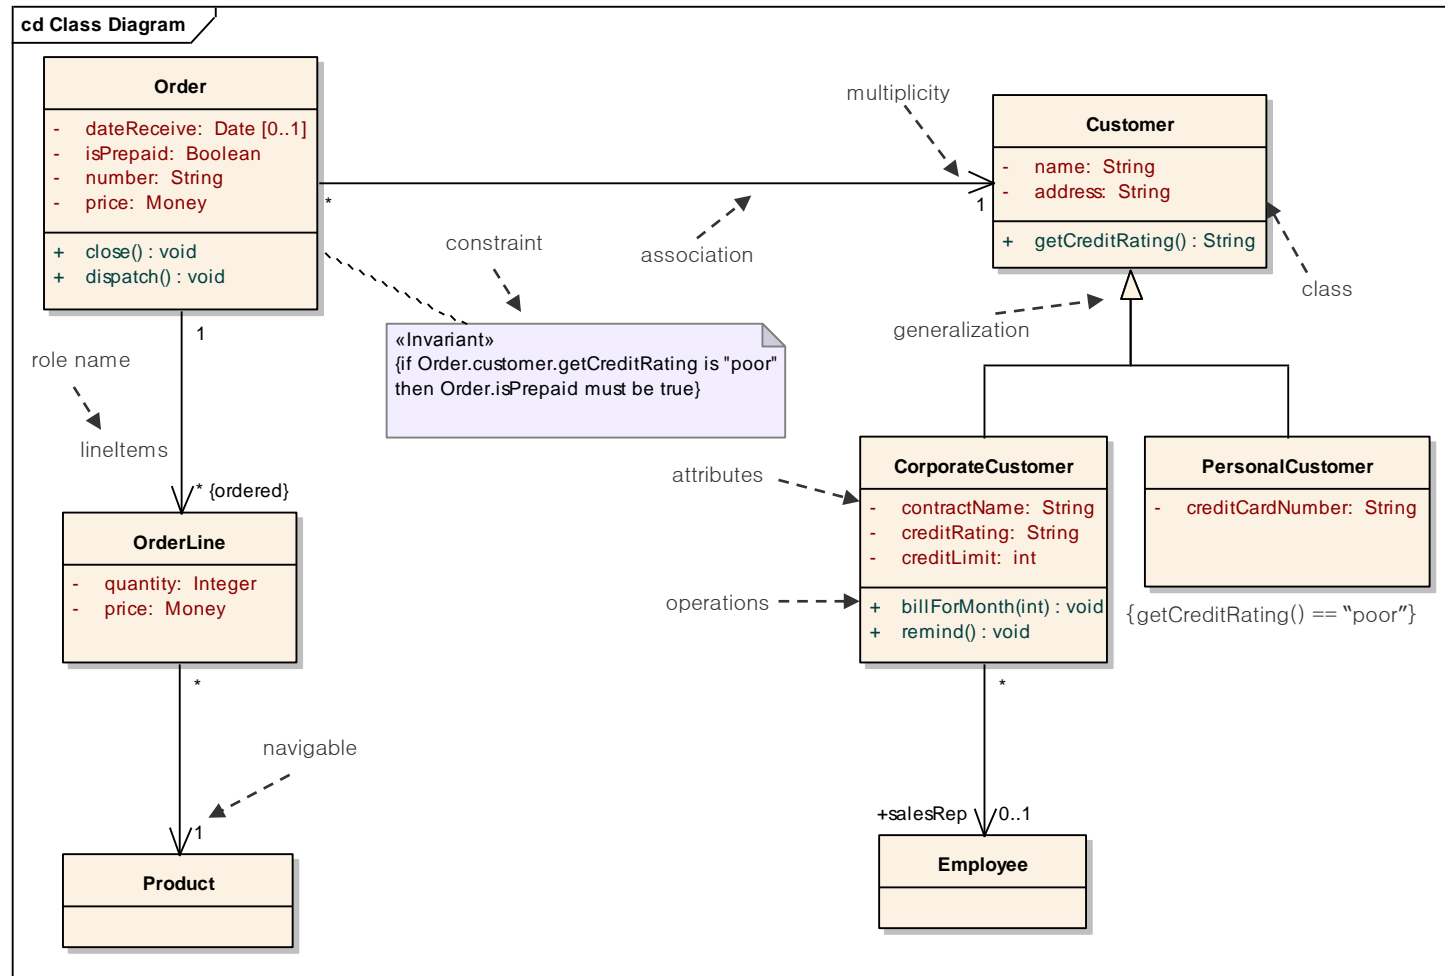 cd Class Diagram
Order
- dateReceive: Date [0..1]
- isPrepaid: Boolean
- number: String
- price: Money
+ close() : void
+ dispatch() : void
multiplicity
Customer
- name: String
- address: String
+ getCreditRating() : String
*
1
association
constraint
class
generalization
«Invariant»
{if Order.customer.getCreditRating is "poor"
then Order.isPrepaid must be true}
1
role name
lineItems
* {ordered}
OrderLine
- quantity: Integer
- price: Money
attributes
operations
CorporateCustomer
- contractName: String
- creditRating: String
- creditLimit: int
+ billForMonth(int) : void
+ remind() : void
PersonalCustomer
- creditCardNumber: String
{getCreditRating() == "poor"}
*
navigable
1
Product
*
+salesRep
0..1
Employee